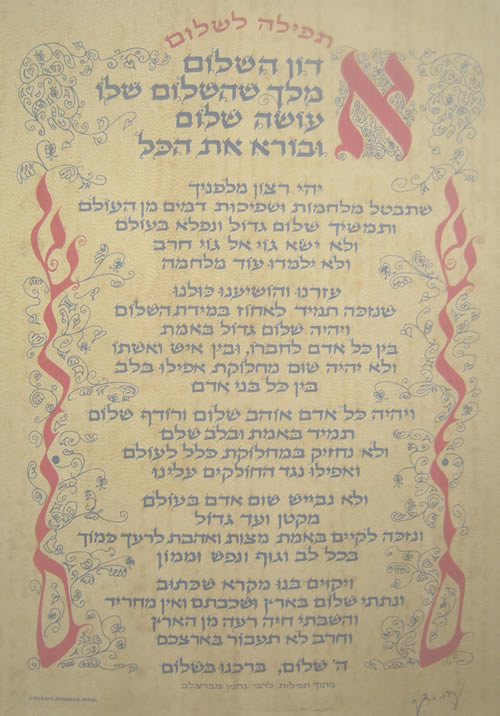 תפילה לשלום
אדון השלום
מלך שהשלום שלו
עושה שלום
ובורא את הכל
יהי רצון מלפניך
שתבטל מלחמות ושפיכות דמים מן העולם
ותמשיך שלום גדול ונפלא בעולם
ולא ישא גוי אל גוי חרב
ולא ילמדו עוד מלחמה
עזרנו והושיענו כולנו
שנזכה תמיד לאחוז במידת השלום
ויהיה שלום גדול באמת
בין כל אדם לחברו, ובין איש ואשתו
ולא יהיה שום מחלוקת אפילו בלב
בין כל בני אדם
ויהיה כל אדם אוהב שלום ורודף שלום
תמיד באמת ובלב שלם
ולא נחזיק במחלוקת כלל לעולם
ואפילו נגד החולקים עלינו
ולא נבייש שום אדם בעולם
מקטן ועד גדול
ונזכה לקיים באמת מצות ואהבת לרעך כמוך
בכל לב וגוף ונפש וממון
ויקוים בנו מקרא שכתוב
ונתתי שלום בארץ ושכבתם ואין מחריד
והשבתי חיה רעה מן הארץ
וחרב לא תעבור בארצכם
ה׳ שלום, ברכנו בשלום
מתוך תפילות, לרבי נחמן מברצלב